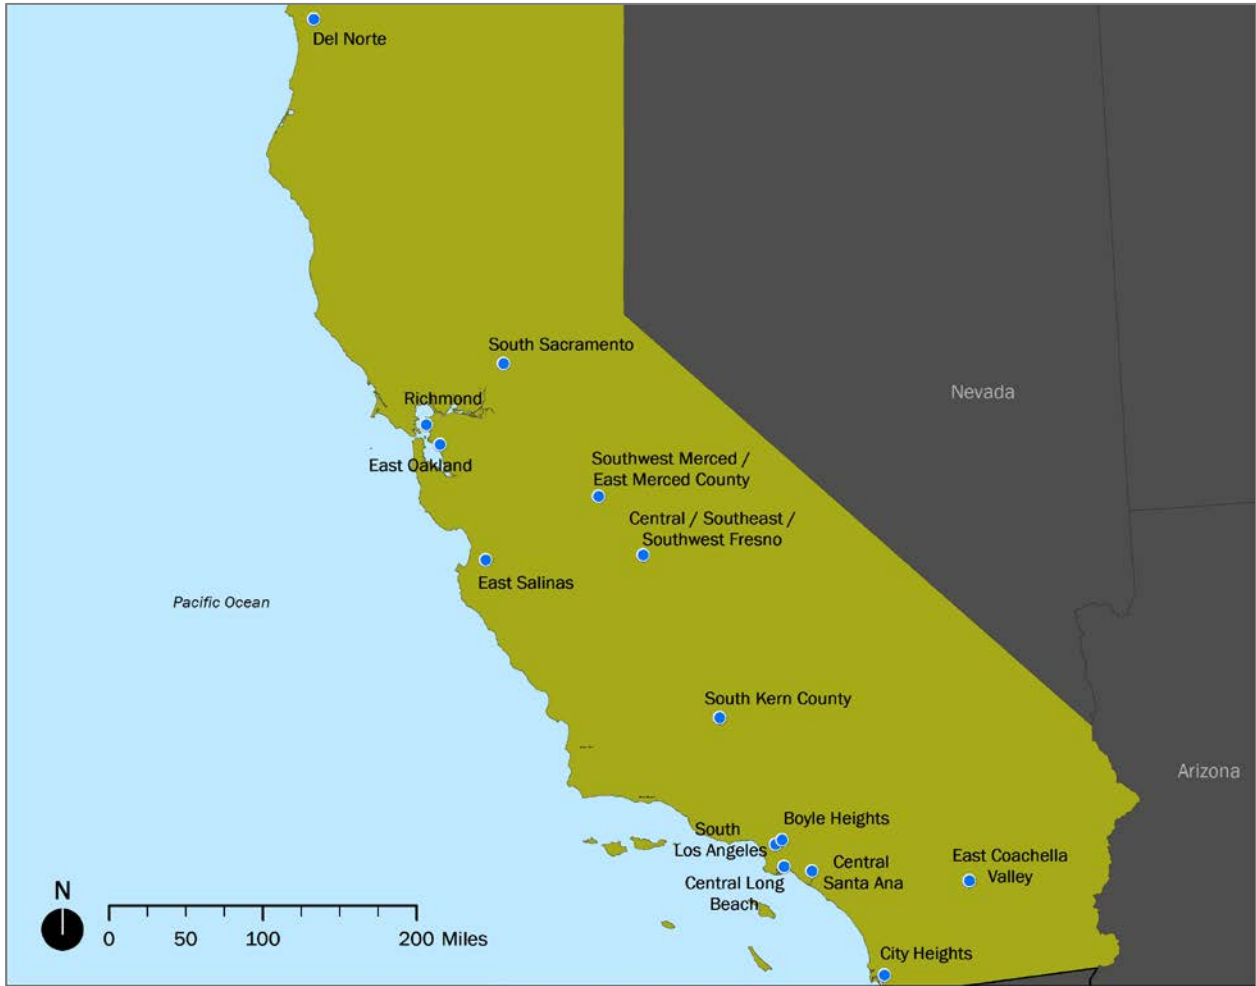 Del Norte
South Sacramento
Nevada
Richmond
East Oakland
Southwest Merced /
East Merced County
Central / Southeast /
Southwest Fresno
East Salinas
Pacific Ocean
South Kern County
Arizona
Boyle Heights
South
Los Angeles
Central
Santa Ana
East Coachella
Valley
Central Long
Beach
N
0 50 100 200 Miles
City Heights